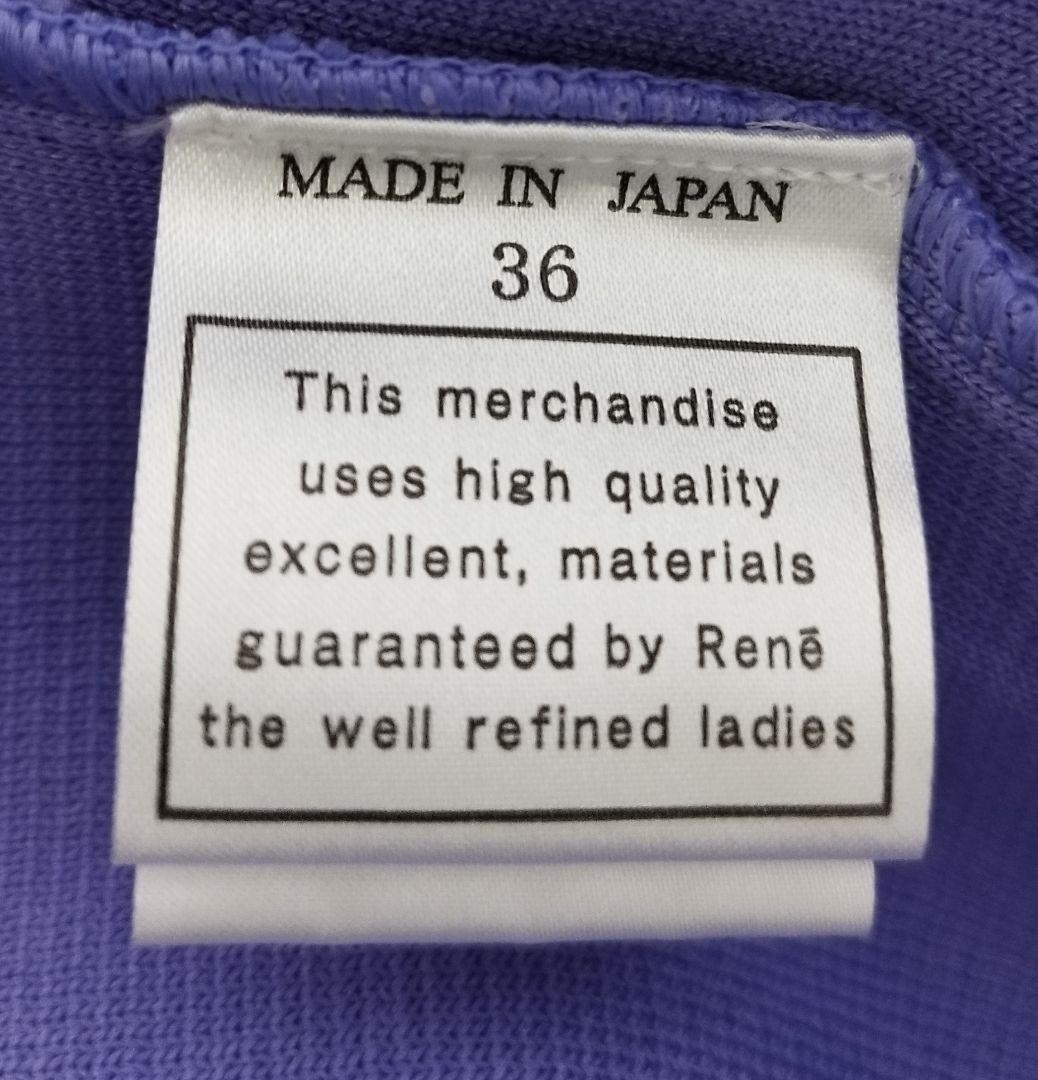 MADE IN JAPAN
36
This merchandise
uses high quality
excellent, materials
guaranteed by Renē
the well refined ladies